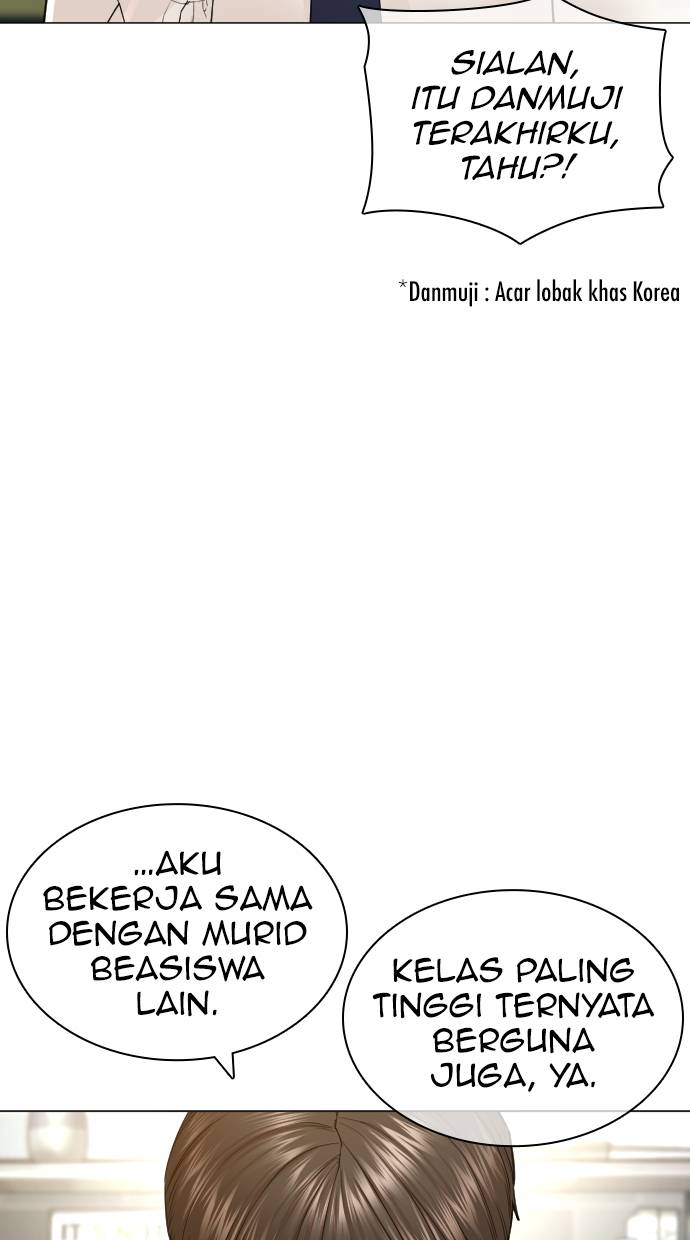 SIALAN,
ITU DANMUJI
TERAKHIRKU,
TAHU?!
*Danmuji : Acar lobak khas Korea
...AKU
BEKERJA SAMA
DENGAN MURID
BEASISWA
LAIN.
KELAS PALING
TINGGI TERNYATA
BERGUNA
JUGA, YA.